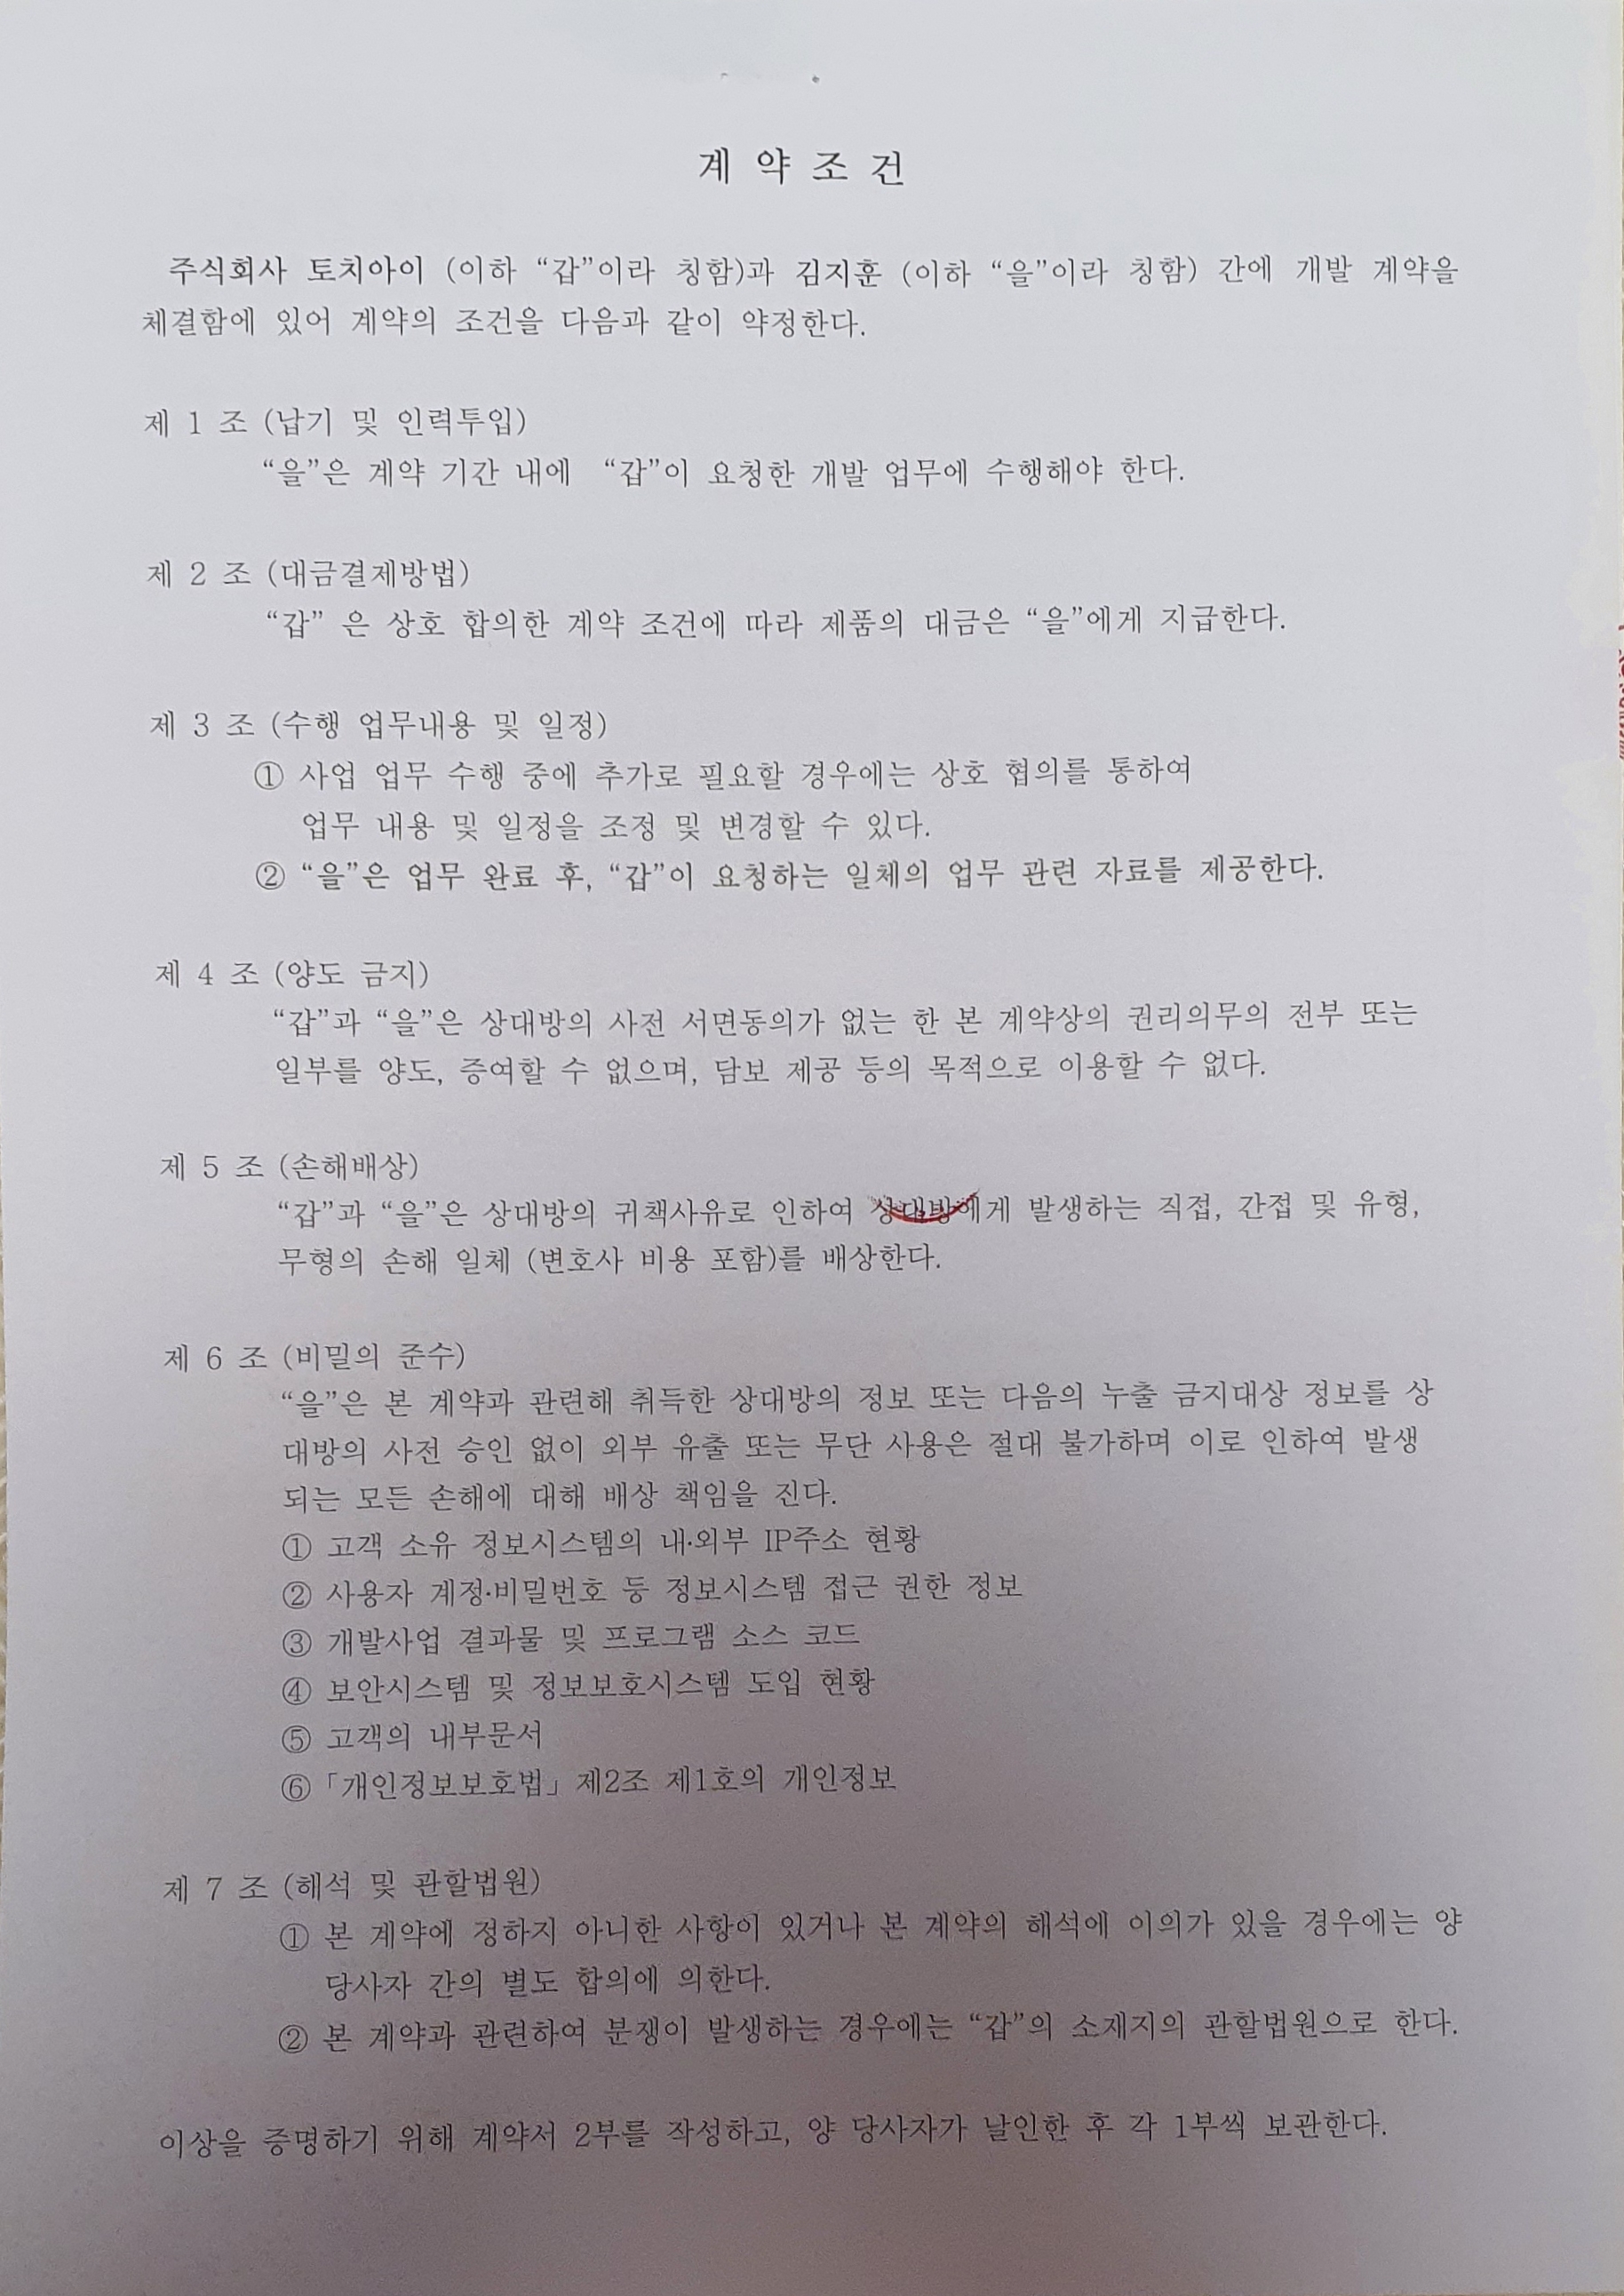 계 약 조 건
주식회사 토치아이 (이하 “갑”이라 칭함)과 김지훈 (이하 “을”이라 칭함) 간에 개발 계약을
체결함에 있어 계약의 조건을 다음과 같이 약정한다.
제 1 조 (납기 및 인력투입)
“을”은 계약 기간 내에 “갑”이 요청한 개발 업무에 수행해야 한다.
제 2 조 (대금결제방법)
“갑” 은 상호 합의한 계약 조건에 따라 제품의 대금은 “을”에게 지급한다.
제 3 조 (수행 업무내용 및 일정)
① 사업 업무 수행 중에 추가로 필요할 경우에는 상호 협의를 통하여
업무 내용 및 일정을 조정 및 변경할 수 있다.
② “을”은 업무 완료 후, “갑”이 요청하는 일체의 업무 관련 자료를 제공한다.
제 4 조 (양도 금지)
“갑”과 “을”은 상대방의 사전 서면동의가 없는 한 본 계약상의 권리의무의 전부 또는
일부를 양도, 증여할 수 없으며, 담보 제공 등의 목적으로 이용할 수 없다.
제 5 조 (손해배상)
“갑”과 “을”은 상대방의 귀책사유로 인하여 상대방에게 발생하는 직접, 간접 및 유형,
무형의 손해 일체 (변호사 비용 포함)를 배상한다.
제 6 조 (비밀의 준수)
“을”은 본 계약과 관련해 취득한 상대방의 정보 또는 다음의 누출 금지대상 정보를 상
대방의 사전 승인 없이 외부 유출 또는 무단 사용은 절대 불가하며 이로 인하여 발생
되는 모든 손해에 대해 배상 책임을 진다.
① 고객 소유 정보시스템의 내·외부 IP주소 현황
② 사용자 계정·비밀번호 등 정보시스템 접근 권한 정보
③ 개발사업 결과물 및 프로그램 소스 코드
④ 보안시스템 및 정보보호시스템 도입 현황
⑤ 고객의 내부문서
⑥ 「개인정보보호법」 제2조 제1호의 개인정보
제 7 조 (해석 및 관할법원)
① 본 계약에 정하지 아니한 사항이 있거나 본 계약의 해석에 이의가 있을 경우에는 양
당사자 간의 별도 합의에 의한다.
② 본 계약과 관련하여 분쟁이 발생하는 경우에는 “갑”의 소재지의 관할법원으로 한다.
이상을 증명하기 위해 계약서 2부를 작성하고, 양 당사자가 날인한 후 각 1부씩 보관한다.